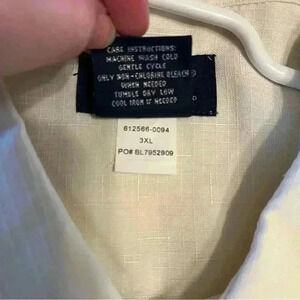 CARE INSTRUCTIONS:
MACHINE WASH COLD
GENTLE CYCLE
ONLY NON-CHLORINE BLEACH
WHEN NEEDED
TUMBLE DRY LOW
COOL IRON IF NEEDED
612566-0094
3XL
PO# BL7952809